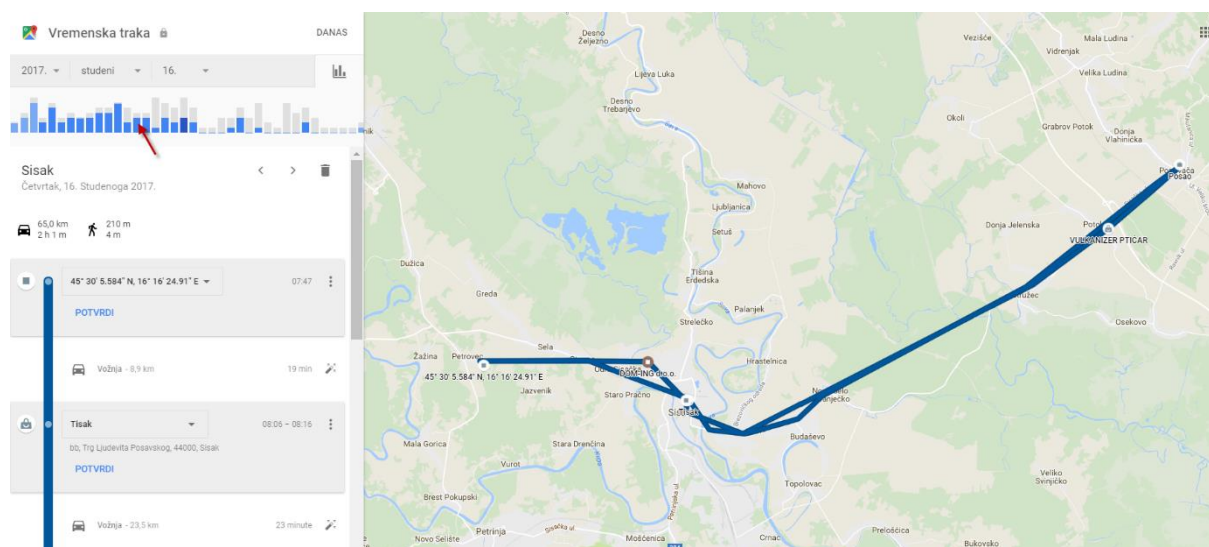 Vremenska traka
DANAS
2017.
studeni
16.
Sisak
Četvrtak, 16. Studenoga 2017.
65,0 km
2 h 1 m
210 m
4 m
45° 30' 5.584" N, 16° 16' 24.91" E
07:47
POTVRDI
Vožnja - 8,9 km
19 min
Tisak
08:06 – 08:16
bb, Trg Ljudevita Posavskog, 44000, Sisak
POTVRDI
Vožnja - 23,5 km
23 minute
Desno
Željezno
Vezišće
Mala Ludina
Vidrenjak
Velika Ludina
Lijeva Luka
Desno
Trebarjevo
Okoli
Grabrov Potok
Donja
Vlahinićka
Posao
Mahovo
Ljubljanica
Setuš
Donja Jelenska
VULKANIZER PTIČAR
Dužica
Tišina
Erdedska
Greda
Palanjek
Osekovo
Strelečko
Sela
Žažina
Petrovec
Hrastelnica
DOM-ING d.o.o.
45° 30' 5.584" N, 16° 16' 24.91" E
Jazvenik
Staro Pračno
Budaševo
Mala Gorica
Stara Drenčina
Vurot
Veliko
Svinjičko
Topolovac
Brest Pokupski
Petrinja
Novo Selište
Mošćenica
Crnac
Preloščica
Bukovsko